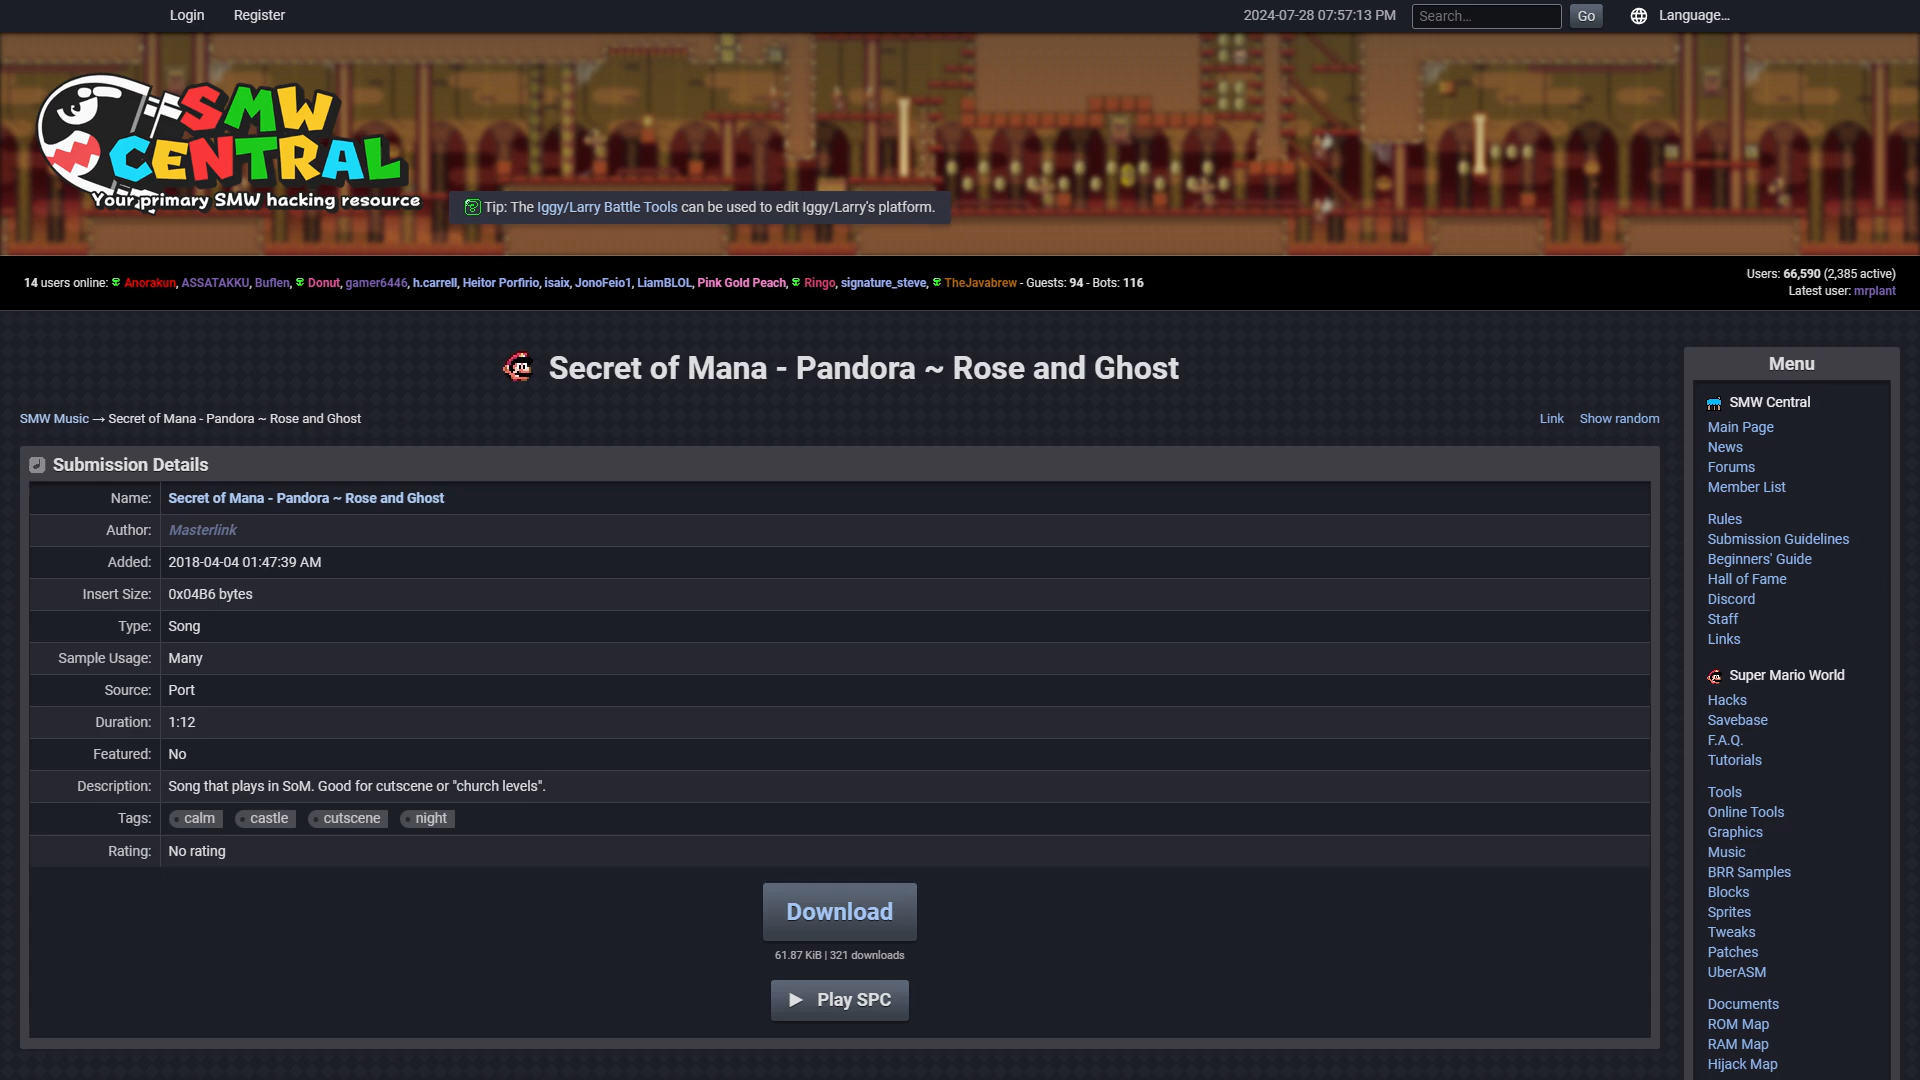 Login Register 2024-07-28 07:57:13 PM Search... Go Language...
SMW
CENTRAL
Your primary SMW hacking resource
Tip: The Iggy/Larry Battle Tools can be used to edit Iggy/Larry's platform.
14 users online: Anorakun, ASSATAKKU, Buflen, Donut, gamer6446, h.carrell, Heitor Porfirio, isaix, JonoFeio1, LiamBLOL, Pink Gold Peach, Ringo, signature_steve, TheJavabrew - Guests: 94 - Bots: 116
Users: 66,590 (2,385 active)
Latest user: mrplant
Secret of Mana - Pandora ~ Rose and Ghost
SMW Music → Secret of Mana - Pandora ~ Rose and Ghost
Link Show random
Submission Details
Name: Secret of Mana - Pandora ~ Rose and Ghost
Author: Masterlink
Added: 2018-04-04 01:47:39 AM
Insert Size: 0x04B6 bytes
Type: Song
Sample Usage: Many
Source: Port
Duration: 1:12
Featured: No
Description: Song that plays in SoM. Good for cutscene or "church levels".
Tags: calm castle cutscene night
Rating: No rating
Download
61.87 KiB | 321 downloads
Play SPC
Menu
SMW Central
Main Page
News
Forums
Member List
Rules
Submission Guidelines
Beginners' Guide
Hall of Fame
Discord
Staff
Links
Super Mario World
Hacks
Savebase
F.A.Q.
Tutorials
Tools
Online Tools
Graphics
Music
BRR Samples
Blocks
Sprites
Tweaks
Patches
UberASM
Documents
ROM Map
RAM Map
Hijack Map